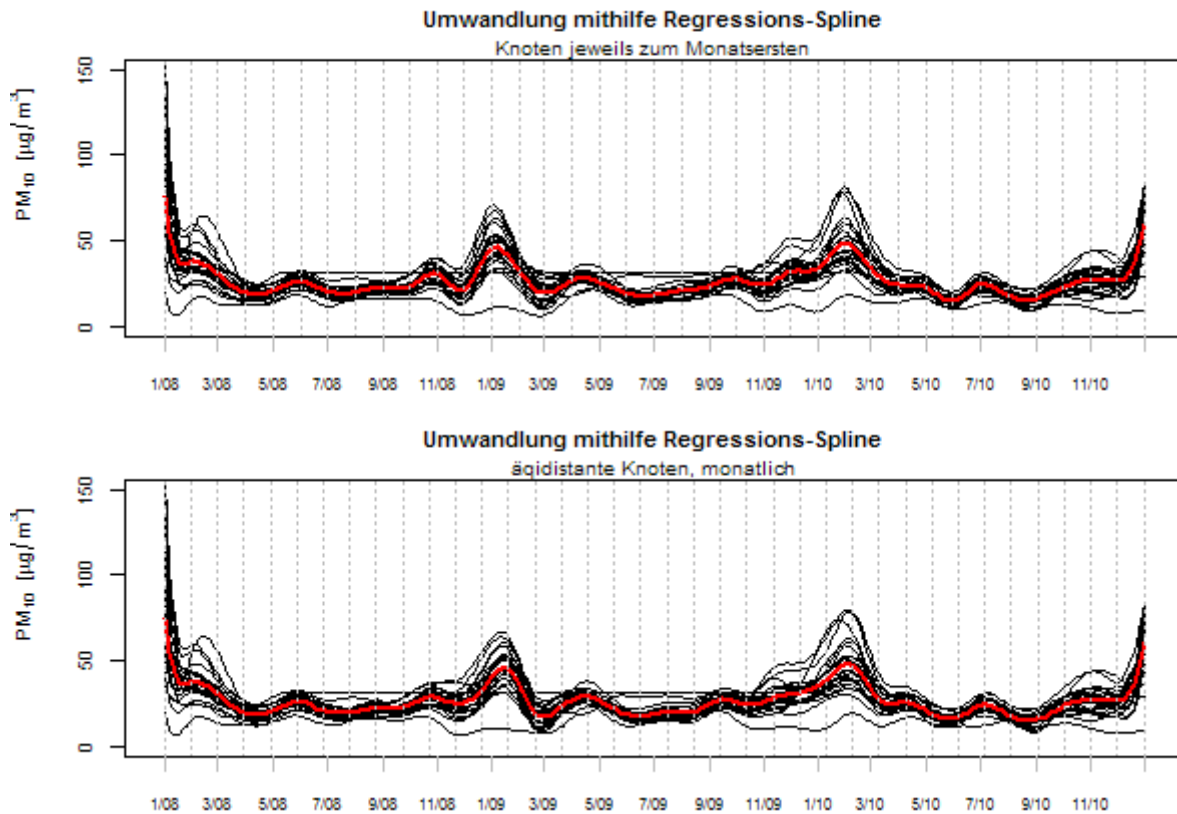 Umwandlung mithilfe Regressions-Spline
Knoten jeweils zum Monatsersten
PM₁₀ [µg/m³]
150
100
50
0
1/08 3/08 5/08 7/08 9/08 11/08 1/09 3/09 5/09 7/09 9/09 11/09 1/10 3/10 5/10 7/10 9/10 11/10
Umwandlung mithilfe Regressions-Spline
äqidistante Knoten, monatlich
PM₁₀ [µg/m³]
150
100
50
0
1/08 3/08 5/08 7/08 9/08 11/08 1/09 3/09 5/09 7/09 9/09 11/09 1/10 3/10 5/10 7/10 9/10 11/10